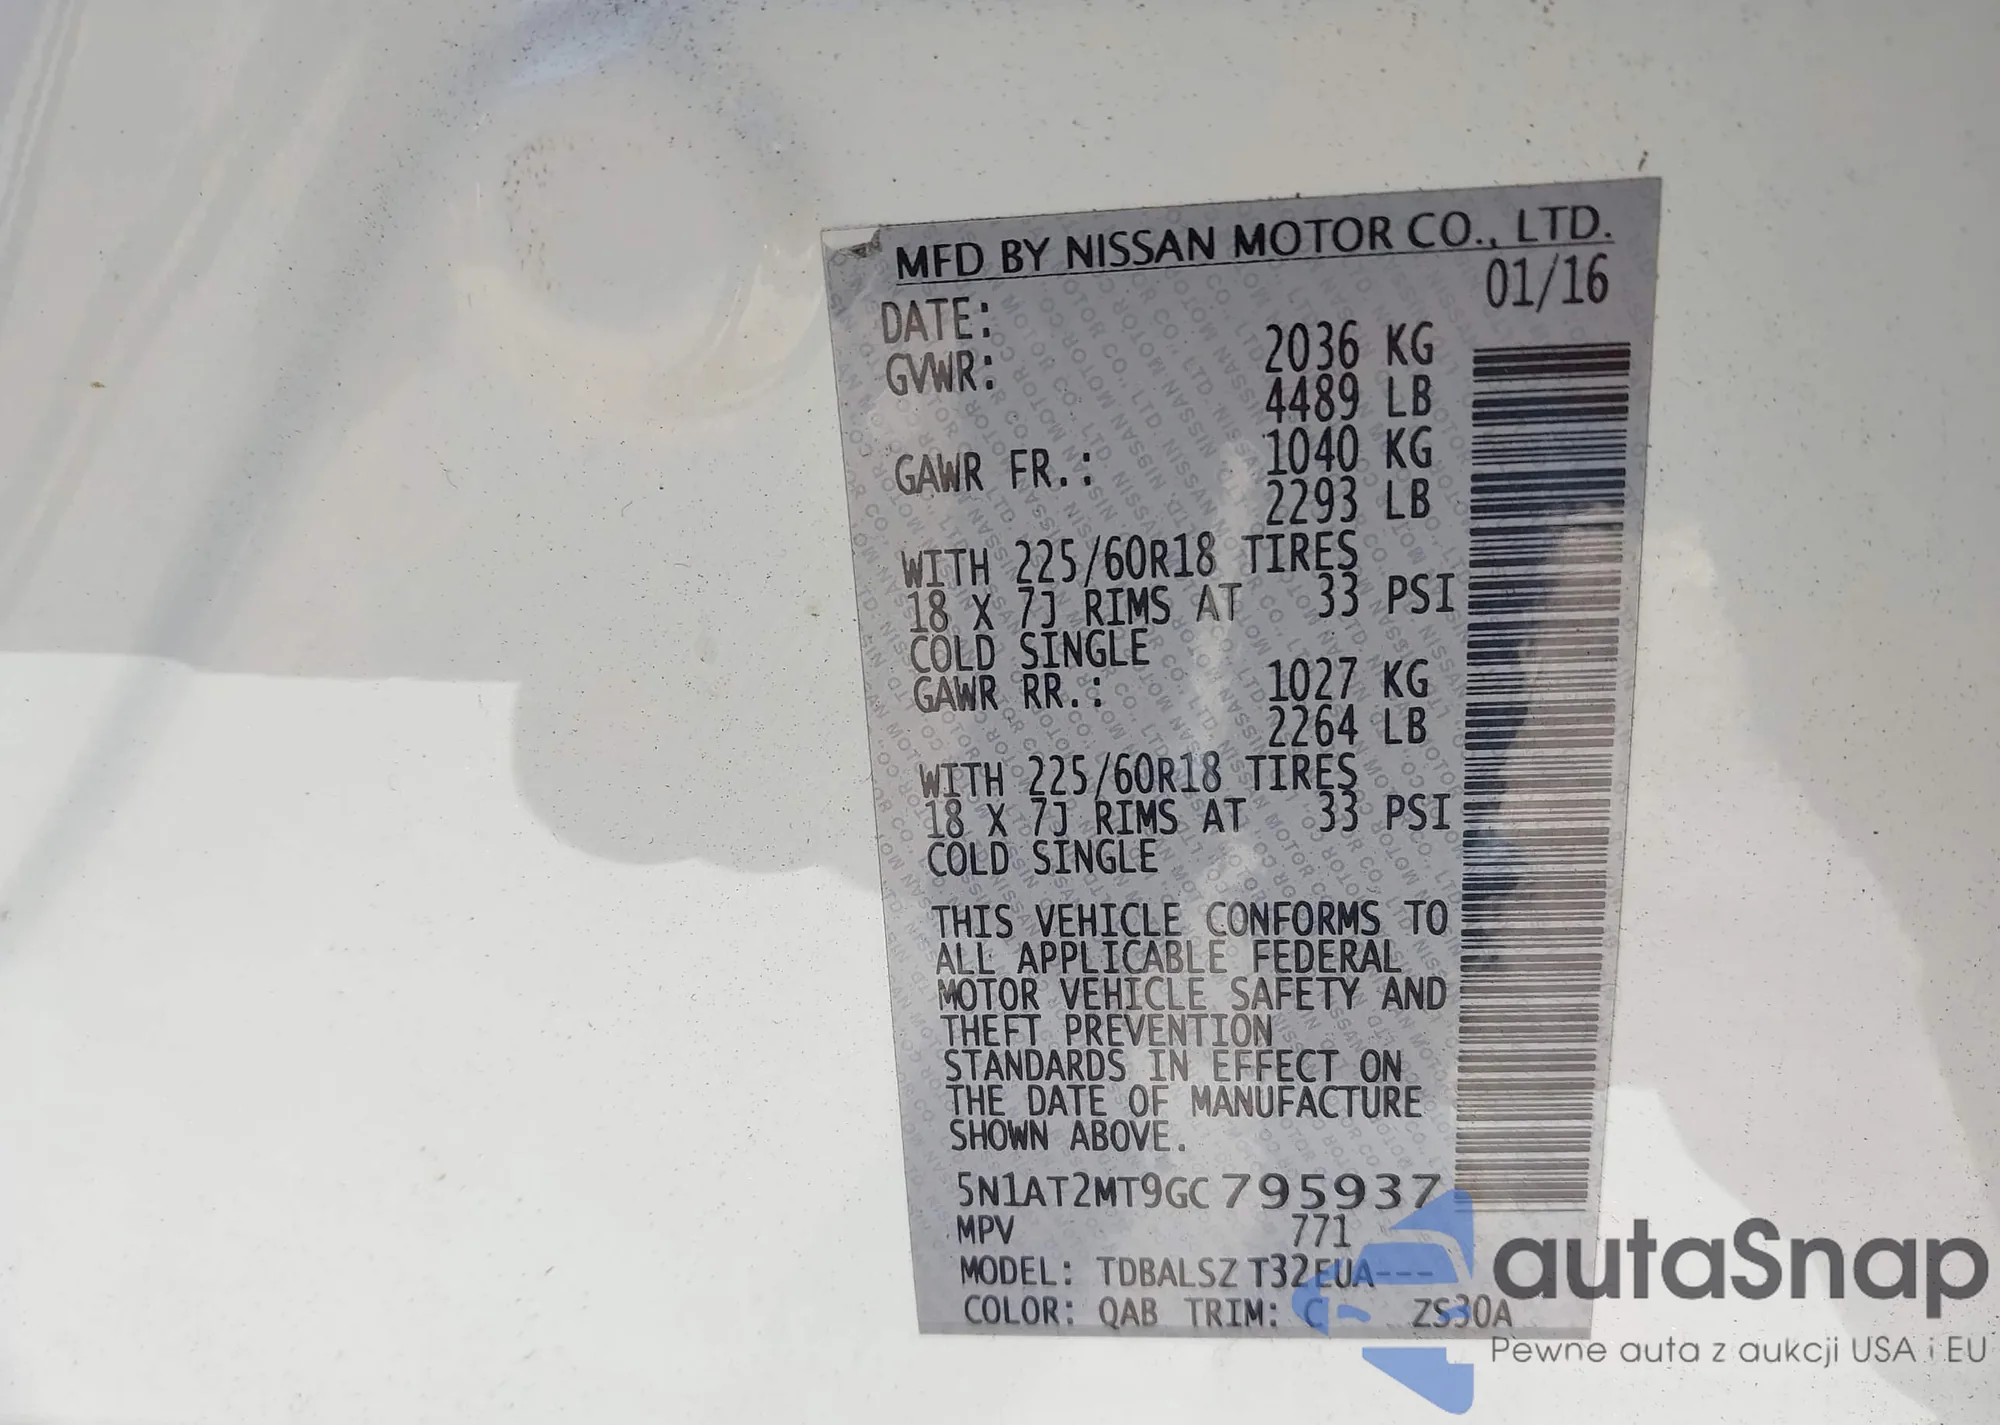 MFD BY NISSAN MOTOR CO., LTD.
DATE: 01/16
GVWR: 2036 KG
4489 LB
GAWR FR.: 1040 KG
2293 LB
WITH 225/60R18 TIRES
18 X 7J RIMS AT 33 PSI
COLD SINGLE
GAWR RR.: 1027 KG
2264 LB
WITH 225/60R18 TIRES
18 X 7J RIMS AT 33 PSI
COLD SINGLE
THIS VEHICLE CONFORMS TO
ALL APPLICABLE FEDERAL
MOTOR VEHICLE SAFETY AND
THEFT PREVENTION
STANDARDS IN EFFECT ON
THE DATE OF MANUFACTURE
SHOWN ABOVE.
5N1AT2MT9GC795937
MPV 771
MODEL: TDBALSZ T32EUA---
COLOR: QAB TRIM: C ZS30A
autaSnap
Pewne auta z aukcji USA i EU